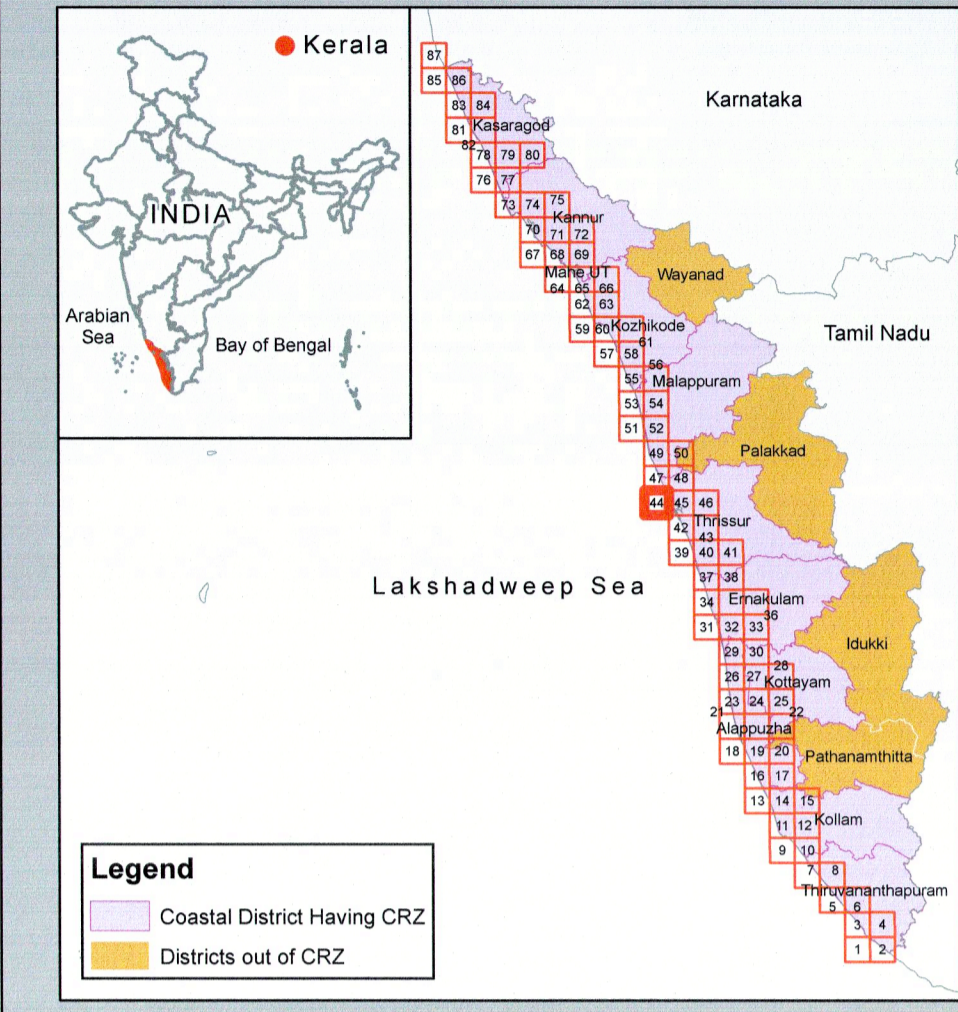 Kerala
INDIA
Arabian
Sea
Bay of Bengal
Karnataka
Tamil Nadu
Lakshadweep Sea
87
85 86
83 84
Kasaragod
81
82
78 79 80
76 77
73 74 75
Kannur
70 71 72
67 68 69
Mahe UT
64 65 66
Wayanad
62 63
59 60 Kozhikode
61
57 58
56
55 Malappuram
53 54
51 52
49 50 Palakkad
47 48
44 45 46
42 Thrissur
43
39 40 41
37 38
34 Ernakulam
36
31 32 33
Idukki
29 30
28
26 27 Kottayam
23 24 25
21 22
Alappuzha
18 19 20 Pathanamthitta
16 17
13 14 15
11 12 Kollam
9 10
7 8
Thiruvananthapuram
5 6
3 4
1 2
Legend
Coastal District Having CRZ
Districts out of CRZ